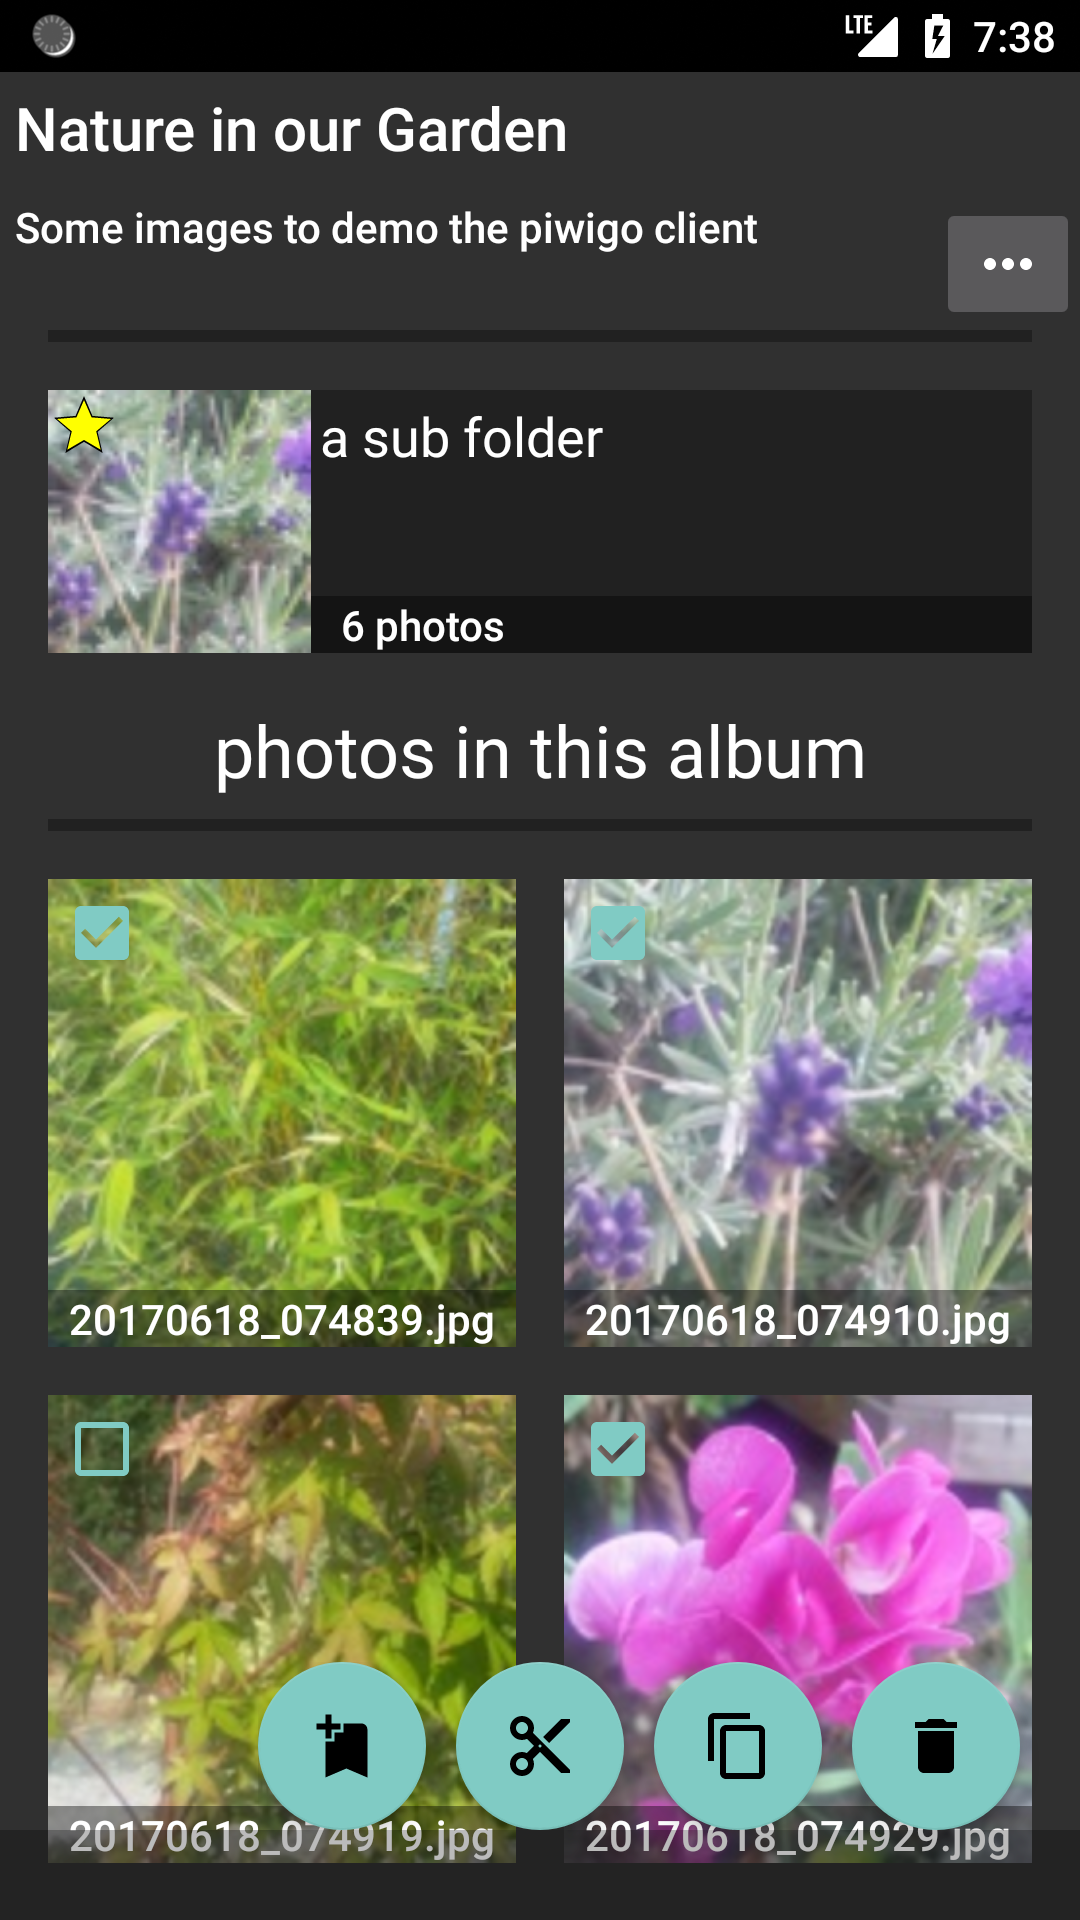 LTE 7:38
Nature in our Garden
Some images to demo the piwigo client
a sub folder
6 photos
photos in this album
20170618_074839.jpg
20170618_074910.jpg
20170618_074919.jpg
20170618_074929.jpg